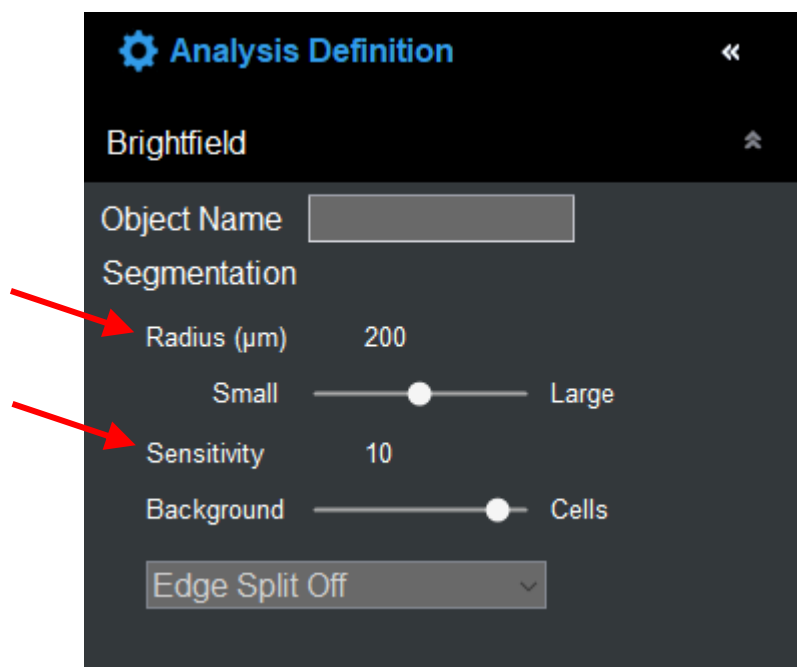 Analysis Definition
Brightfield
Object Name
Segmentation
Radius (µm) 200
Small Large
Sensitivity 10
Background Cells
Edge Split Off